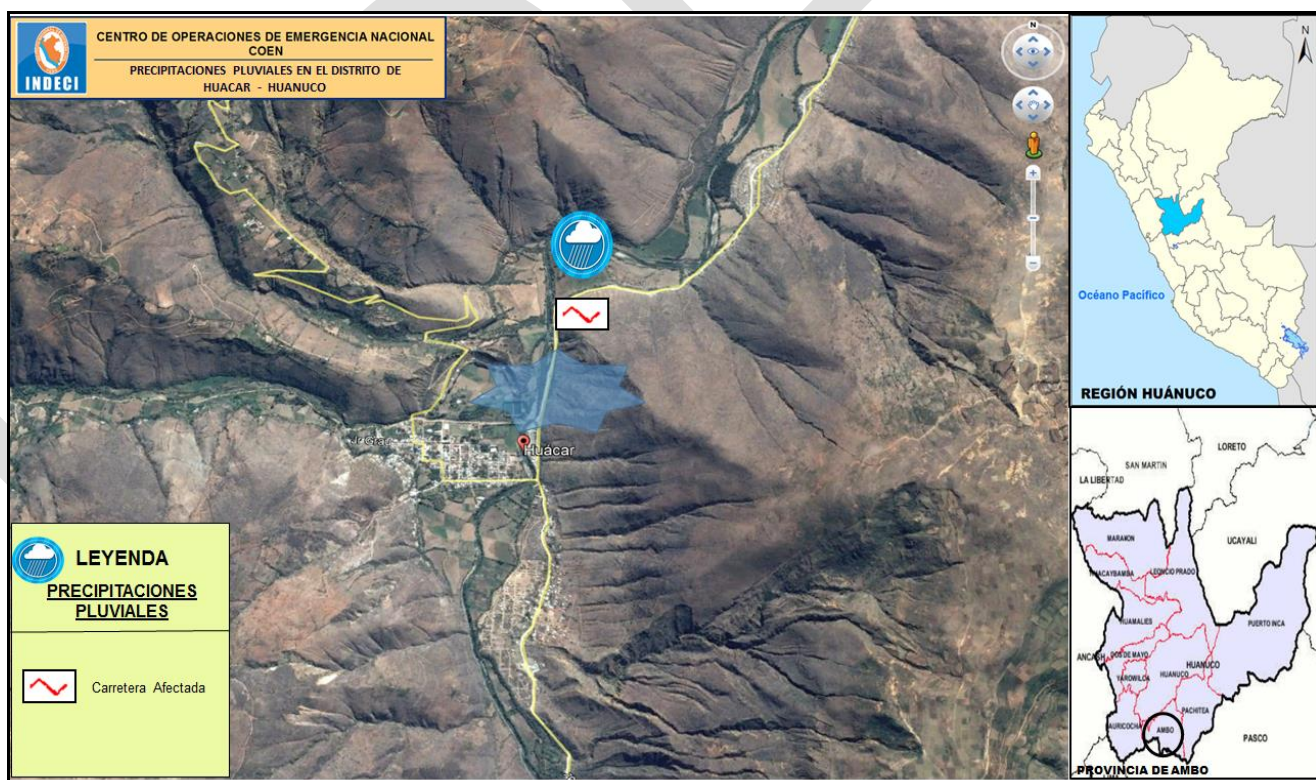 INDECI
CENTRO DE OPERACIONES DE EMERGENCIA NACIONAL
COEN
PRECIPITACIONES PLUVIALES EN EL DISTRITO DE
HUACAR - HUANUCO
N
Huácar
LEYENDA
PRECIPITACIONES
PLUVIALES
Carretera Afectada
N
Océano Pacífico
REGIÓN HUÁNUCO
LORETO
SAN MARTIN
LA LIBERTAD
UCAYALI
MARAÑON
HUACAYBAMBA
LEONCIO PRADO
HUAMALIES
PUERTO INCA
ANCASH
DOS DE MAYO
HUANUCO
YAROWILCA
HUANUCO
PACHITEA
LAURICOCHA
AMBO
PASCO
PROVINCIA DE AMBO